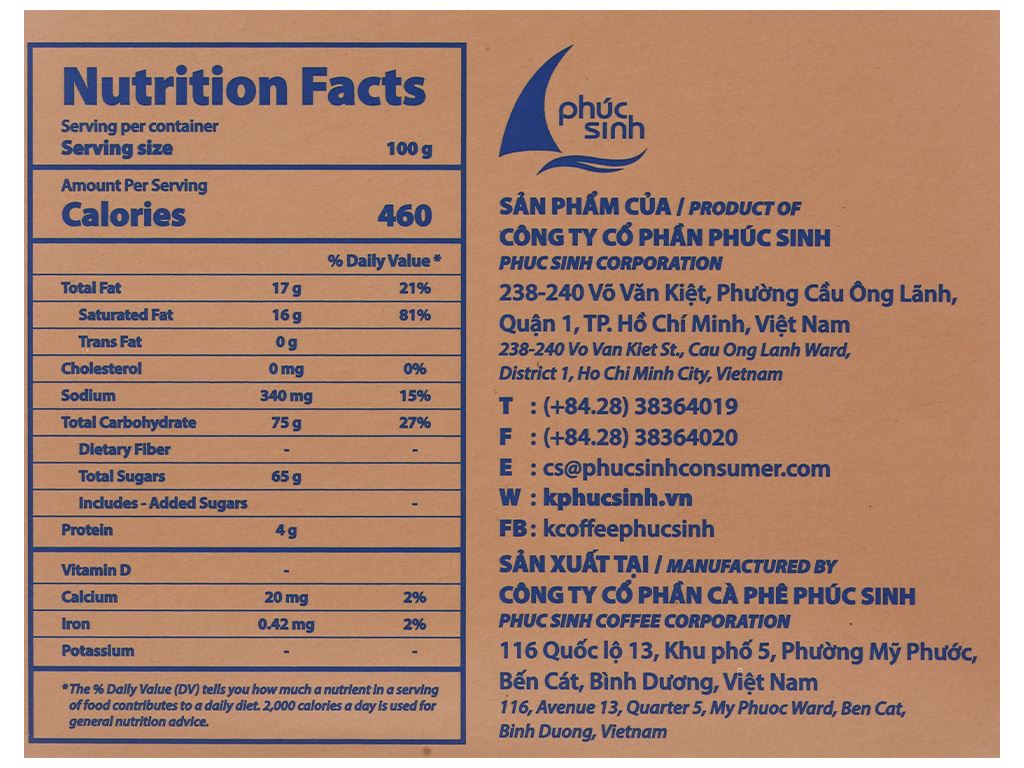 Nutrition Facts
Serving per container
Serving size 100 g
Amount Per Serving
Calories 460
% Daily Value *
Total Fat 17 g 21%
Saturated Fat 16 g 81%
Trans Fat 0 g
Cholesterol 0 mg 0%
Sodium 340 mg 15%
Total Carbohydrate 75 g 27%
Dietary Fiber - -
Total Sugars 65 g
Includes - Added Sugars -
Protein 4 g
Vitamin D -
Calcium 20 mg 2%
Iron 0.42 mg 2%
Potassium - -
*The % Daily Value (DV) tells you how much a nutrient in a serving
of food contributes to a daily diet. 2,000 calories a day is used for
general nutrition advice.
phúc
sinh
SẢN PHẨM CỦA / PRODUCT OF
CÔNG TY CỔ PHẦN PHÚC SINH
PHUC SINH CORPORATION
238-240 Võ Văn Kiệt, Phường Cầu Ông Lãnh,
Quận 1, TP. Hồ Chí Minh, Việt Nam
238-240 Vo Van Kiet St., Cau Ong Lanh Ward,
District 1, Ho Chi Minh City, Vietnam
T : (+84.28) 38364019
F : (+84.28) 38364020
E : cs@phucsinhconsumer.com
W : kphucsinh.vn
FB : kcoffeephucsinh
SẢN XUẤT TẠI / MANUFACTURED BY
CÔNG TY CỔ PHẦN CÀ PHÊ PHÚC SINH
PHUC SINH COFFEE CORPORATION
116 Quốc lộ 13, Khu phố 5, Phường Mỹ Phước,
Bến Cát, Bình Dương, Việt Nam
116, Avenue 13, Quarter 5, My Phuoc Ward, Ben Cat,
Binh Duong, Vietnam